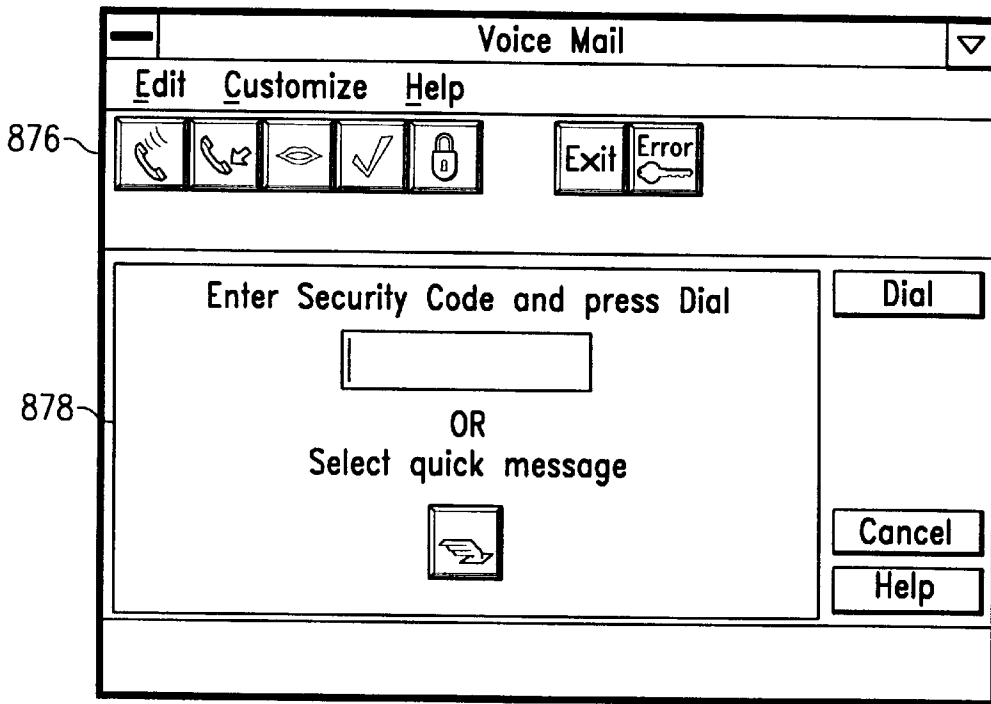 Voice Mail
Edit Customize Help
876
Exit Error
Enter Security Code and press Dial
Dial
878
OR
Select quick message
Cancel
Help